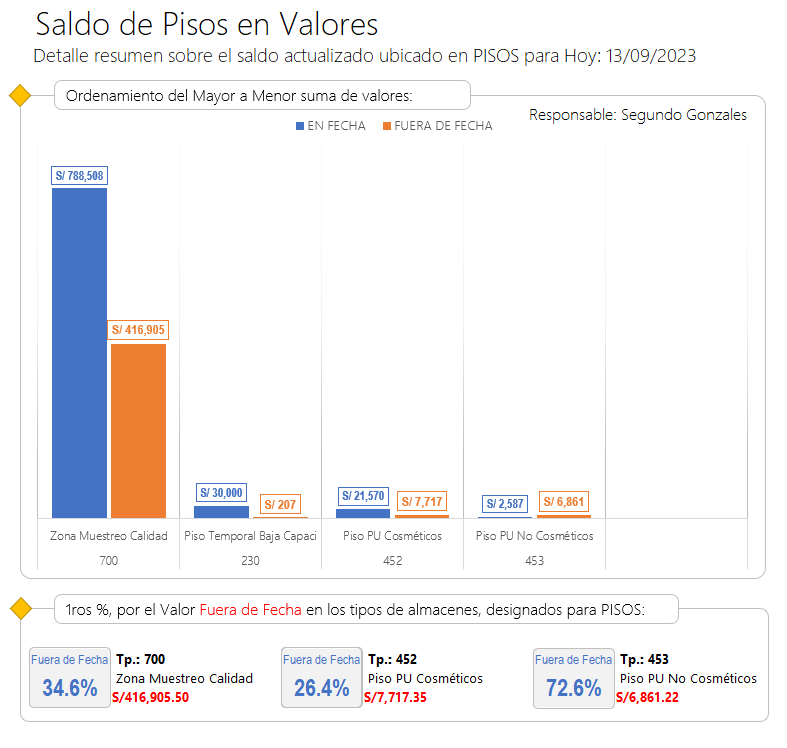 Saldo de Pisos en Valores
Detalle resumen sobre el saldo actualizado ubicado en PISOS para Hoy: 13/09/2023
Ordenamiento del Mayor a Menor suma de valores:
Responsable: Segundo Gonzales
EN FECHA FUERA DE FECHA
S/ 788,508
S/ 416,905
S/ 30,000
S/ 207
S/ 21,570
S/ 7,717
S/ 2,587
S/ 6,861
Zona Muestreo Calidad Piso Temporal Baja Capaci Piso PU Cosméticos Piso PU No Cosméticos
700 230 452 453
1ros %, por el Valor Fuera de Fecha en los tipos de almacenes, designados para PISOS:
Fuera de Fecha
34.6%
Tp.: 700
Zona Muestreo Calidad
S/416,905.50
Fuera de Fecha
26.4%
Tp.: 452
Piso PU Cosméticos
S/7,717.35
Fuera de Fecha
72.6%
Tp.: 453
Piso PU No Cosméticos
S/6,861.22